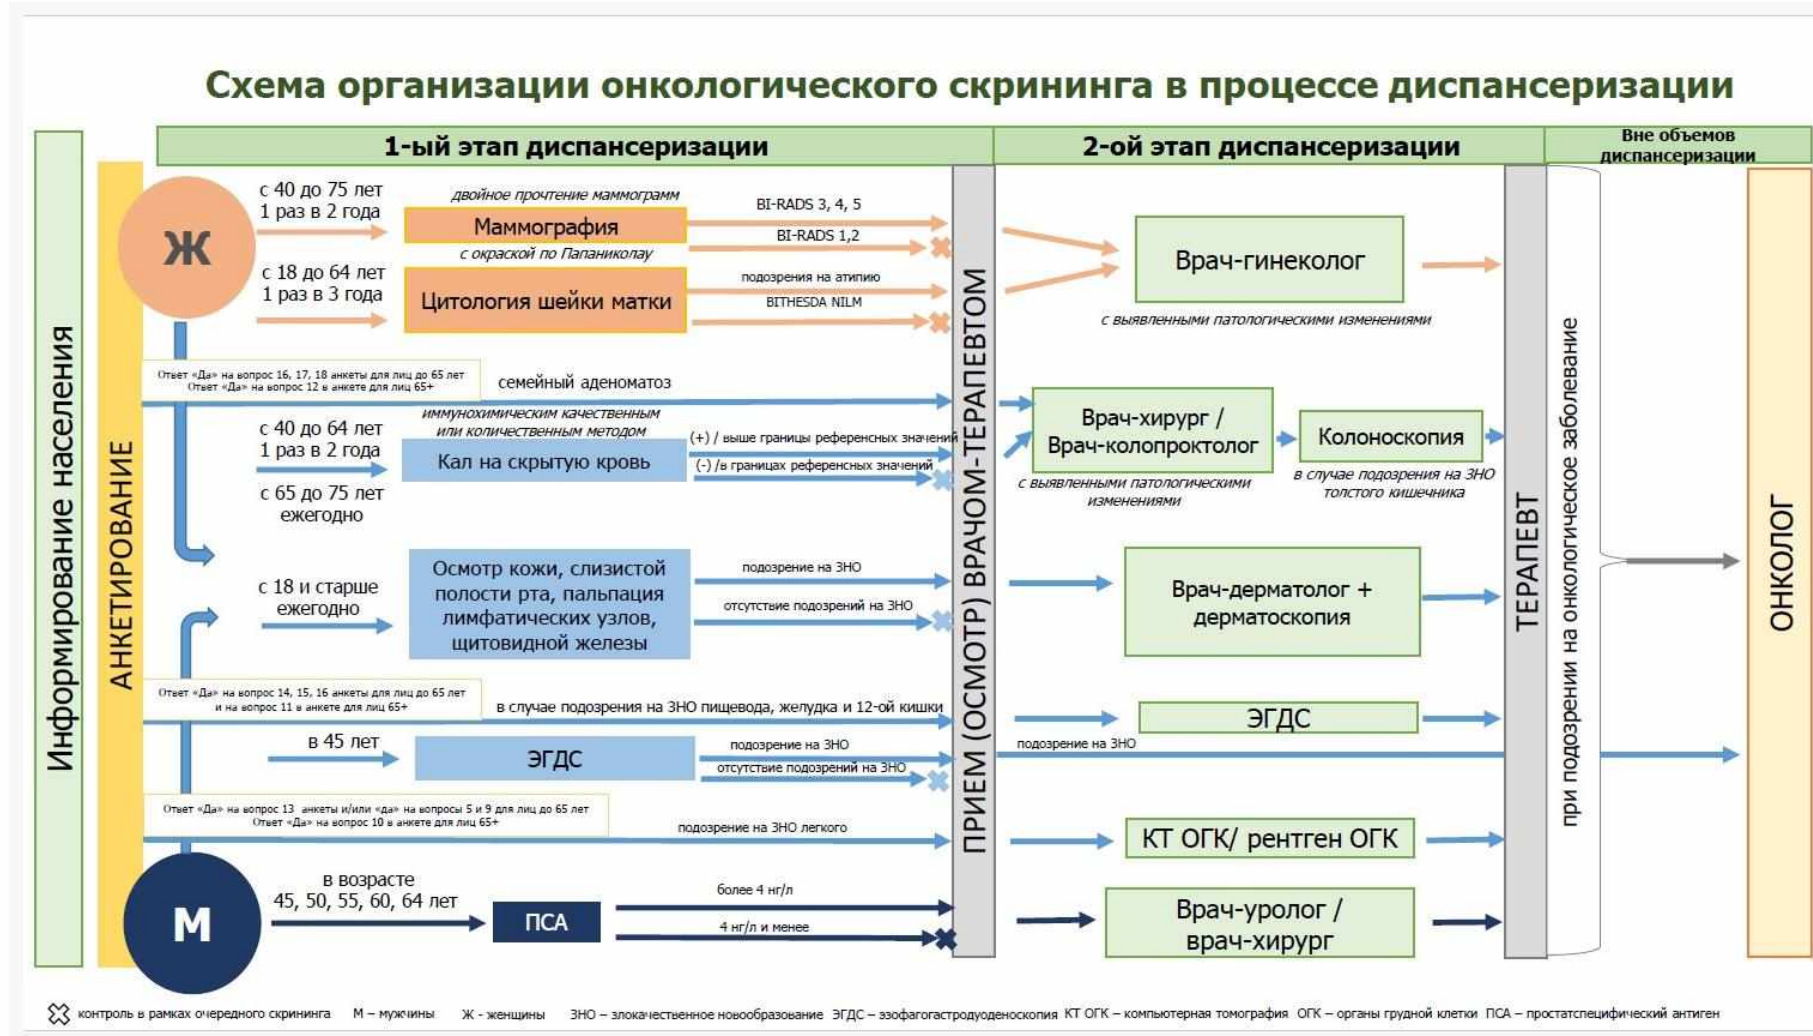 Схема организации онкологического скрининга в процессе диспансеризации
1-ый этап диспансеризации
2-ой этап диспансеризации
Вне объемов
диспансеризации
Информирование населения
АНКЕТИРОВАНИЕ
Ж
с 40 до 75 лет
1 раз в 2 года
двойное прочтение маммограмм
Маммография
с окраской по Папаниколау
BI-RADS 3, 4, 5
BI-RADS 1,2
с 18 до 64 лет
1 раз в 3 года
Цитология шейки матки
подозрения на атипию
BITHESDA NILM
Врач-гинеколог
с выявленными патологическими изменениями
Ответ «Да» на вопрос 16, 17, 18 анкеты для лиц до 65 лет
Ответ «Да» на вопрос 12 в анкете для лиц 65+
семейный аденоматоз
иммунохимическим качественным
или количественным методом
с 40 до 64 лет
1 раз в 2 года
Кал на скрытую кровь
(+) / выше границы референсных значений
(-) /в границах референсных значений
с 65 до 75 лет
ежегодно
Врач-хирург /
Врач-колопроктолог
с выявленными патологическими
изменениями
Колоноскопия
в случае подозрения на ЗНО
толстого кишечника
с 18 и старше
ежегодно
Осмотр кожи, слизистой
полости рта, пальпация
лимфатических узлов,
щитовидной железы
подозрение на ЗНО
отсутствие подозрений на ЗНО
Врач-дерматолог +
дерматоскопия
Ответ «Да» на вопрос 14, 15, 16 анкеты для лиц до 65 лет
и на вопрос 11 в анкете для лиц 65+
в случае подозрения на ЗНО пищевода, желудка и 12-ой кишки
ЭГДС
в 45 лет
ЭГДС
подозрение на ЗНО
отсутствие подозрений на ЗНО
подозрение на ЗНО
Ответ «Да» на вопрос 13 анкеты и/или «да» на вопросы 5 и 9 для лиц до 65 лет
Ответ «Да» на вопрос 10 в анкете для лиц 65+
подозрение на ЗНО легкого
КТ ОГК/ рентген ОГК
М
в возрасте
45, 50, 55, 60, 64 лет
ПСА
более 4 нг/л
4 нг/л и менее
Врач-уролог /
врач-хирург
ПРИЕМ (ОСМОТР) ВРАЧОМ-ТЕРАПЕВТОМ
ТЕРАПЕВТ
при подозрении на онкологическое заболевание
ОНКОЛОГ
контроль в рамках очередного скрининга М – мужчины Ж - женщины ЗНО – злокачественное новообразование ЭГДС – эзофагогастродуоденоскопия КТ ОГК – компьютерная томография ОГК – органы грудной клетки ПСА – простатспецифический антиген